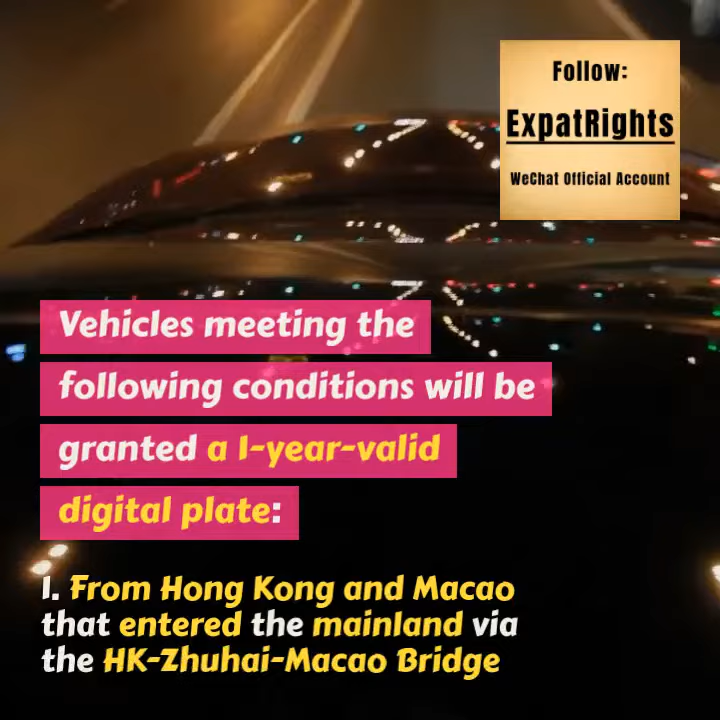 Follow:
ExpatRights
WeChat Official Account
Vehicles meeting the
following conditions will be
granted a 1-year-valid
digital plate:
1. From Hong Kong and Macao
that entered the mainland via
the HK-Zhuhai-Macao Bridge